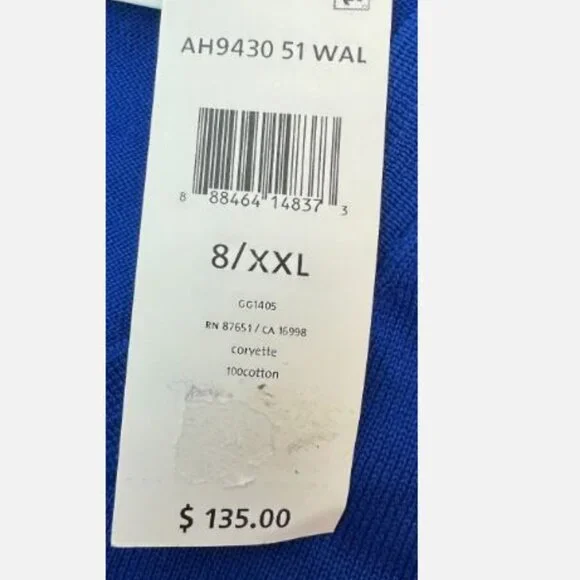 AH9430 51 WAL
8 88464 14837 3
8/XXL
GG1405
RN 87651 / CA 16998
corvette
100cotton
$ 135.00